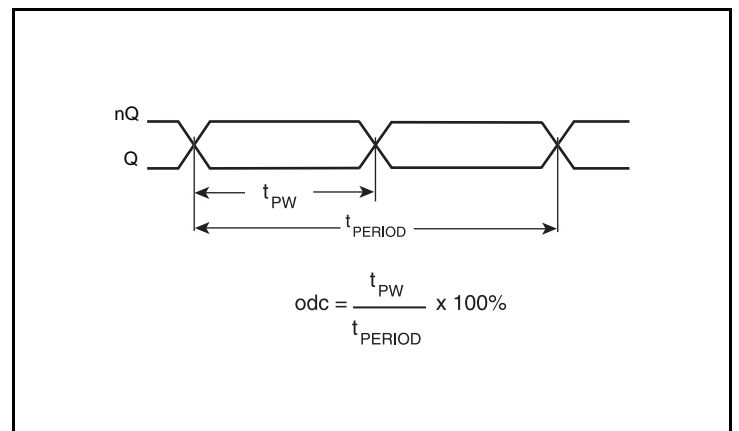 nQ
Q
t PW
t PERIOD
odc = t PW / t PERIOD x 100%